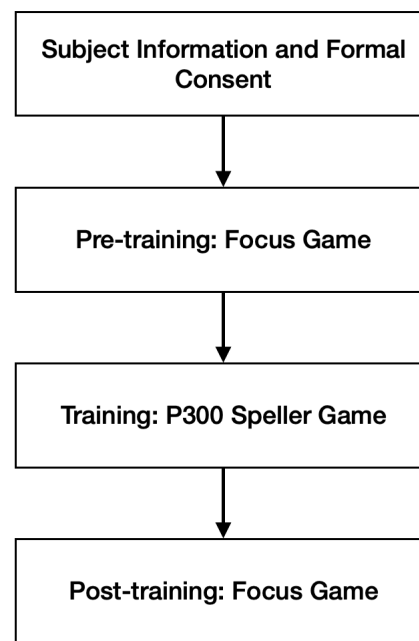 Subject Information and Formal
Consent
Pre-training: Focus Game
Training: P300 Speller Game
Post-training: Focus Game